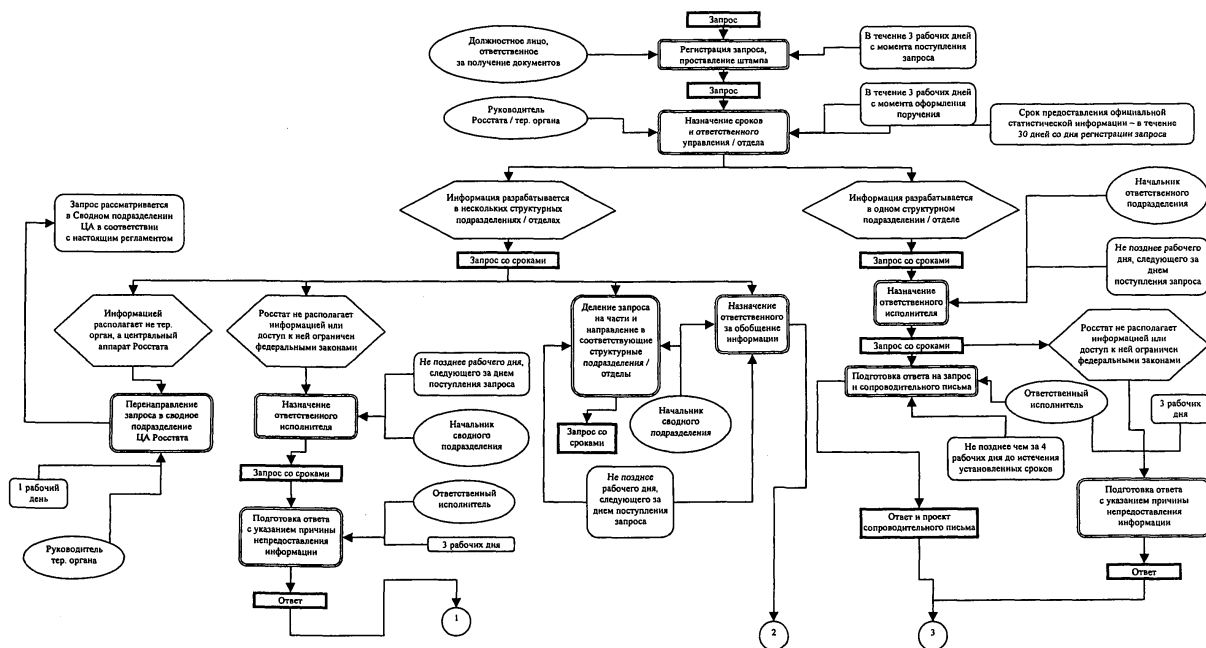 Запрос
Должностное лицо,
ответственное
за получение документов
Регистрация запроса,
проставление штампа
В течение 3 рабочих дней
с момента поступления
запроса
Запрос
Руководитель
Росстата / тер. органа
Назначение сроков
и ответственного
управления / отдела
В течение 3 рабочих дней
с момента оформления
поручения
Срок предоставления официальной
статистической информации – в течение
30 дней со дня регистрации запроса
Запрос рассматривается
в Сводном подразделении
ЦА в соответствии
с настоящим регламентом
Информация разрабатывается
в нескольких структурных
подразделениях / отделах
Информация разрабатывается
в одном структурном
подразделении / отделе
Начальник
ответственного
подразделения
Запрос со сроками
Запрос со сроками
Не позднее рабочего
дня, следующего за
днем поступления
запроса
Информацией
располагает не тер.
орган, а центральный
аппарат Росстата
Росстат не располагает
информацией или
доступ к ней ограничен
федеральными законами
Деление запроса
на части и
направление в
соответствующие
структурные
подразделения /
отделы
Назначение
ответственного
за обобщение
информации
Назначение
ответственного
исполнителя
Запрос со сроками
Росстат не располагает
информацией или
доступ к ней ограничен
федеральными законами
Не позднее рабочего дня,
следующего за днем
поступления запроса
Подготовка ответа на запрос
и сопроводительного письма
Перенаправление
запроса в сводное
подразделение
ЦА Росстата
Назначение
ответственного
исполнителя
Начальник
сводного
подразделения
Запрос со
сроками
Начальник
сводного
подразделения
Ответственный
исполнитель
3 рабочих
дня
Не позднее чем за 4
рабочих дня до истечения
установленных сроков
1 рабочий
день
Запрос со сроками
Ответственный
исполнитель
Не позднее
рабочего дня,
следующего за
днем поступления
запроса
Подготовка ответа
с указанием причины
непредоставления
информации
Подготовка ответа
с указанием причины
непредоставления
информации
3 рабочих дня
Ответ и проект
сопроводительного письма
Руководитель
тер. органа
Ответ
Ответ
1
2
3